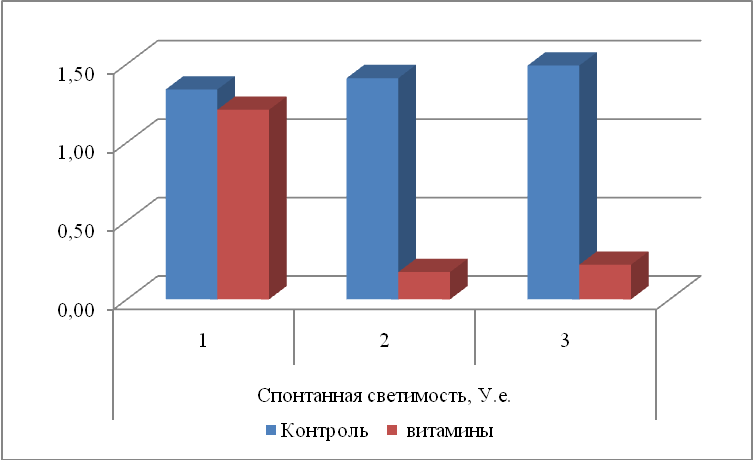 1,50
1,00
0,50
0,00
1 2 3
Спонтанная светимость, У.е.
Контроль витамины